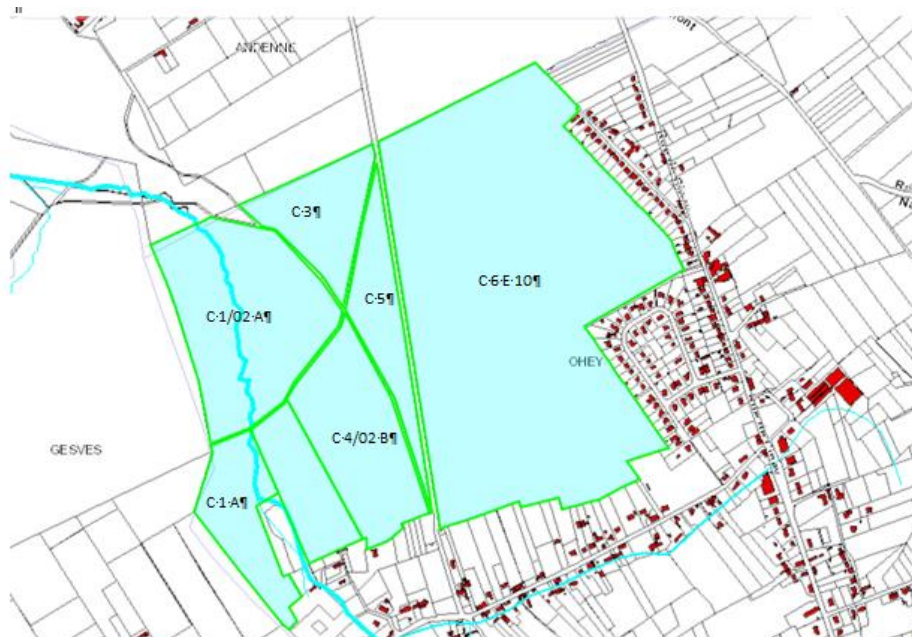 ANDENNE
C·3¶
C·6·E·10¶
C·5¶
C·1/02·A¶
OHEY
C·4/02·B¶
GESVES
C·1·A¶